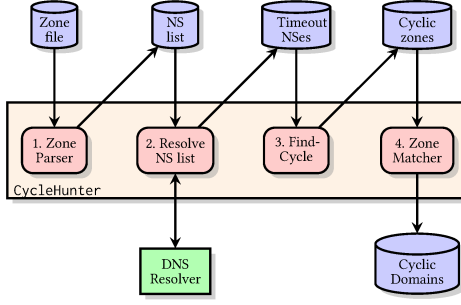 Zone
file
NS
list
Timeout
NSes
Cyclic
zones
1. Zone
Parser
2. Resolve
NS list
3. Find-
Cycle
4. Zone
Matcher
CycleHunter
DNS
Resolver
Cyclic
Domains